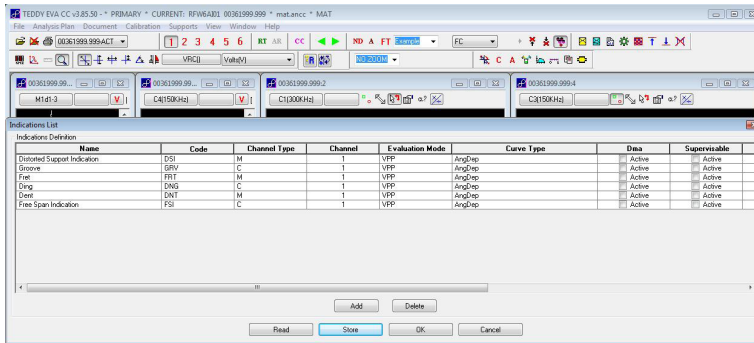 TEDDY EVA CC v3.85.50 - * PRIMARY * CURRENT: RFW6AI01 00361999.999 * mat.ancc * MAT
File Analysis Plan Document Calibration Supports View Window Help
00361999.999:ACT 1 2 3 4 5 6 RT AR CC ND A FT Example FC
VRC() Volts(V) R NO ZOOM C A
00361999.99... 00361999.99... 00361999.999:2 00361999.999:4
M1d1-3 V C4(150KHz) V C1(300KHz) α.? C3(150KHz) α.?
Indications List
Indications Definition
Name Code Channel Type Channel Evaluation Mode Curve Type Dma Supervisable
Distorted Support Indication DSI M 1 VPP AngDep Active Active
Groove GRV C 1 VPP AngDep Active Active
Fret FRT M 1 VPP AngDep Active Active
Ding DNG C 1 VPP AngDep Active Active
Dent DNT M 1 VPP AngDep Active Active
Free Span Indication FSI C 1 VPP AngDep Active Active
Add Delete
Read Store OK Cancel